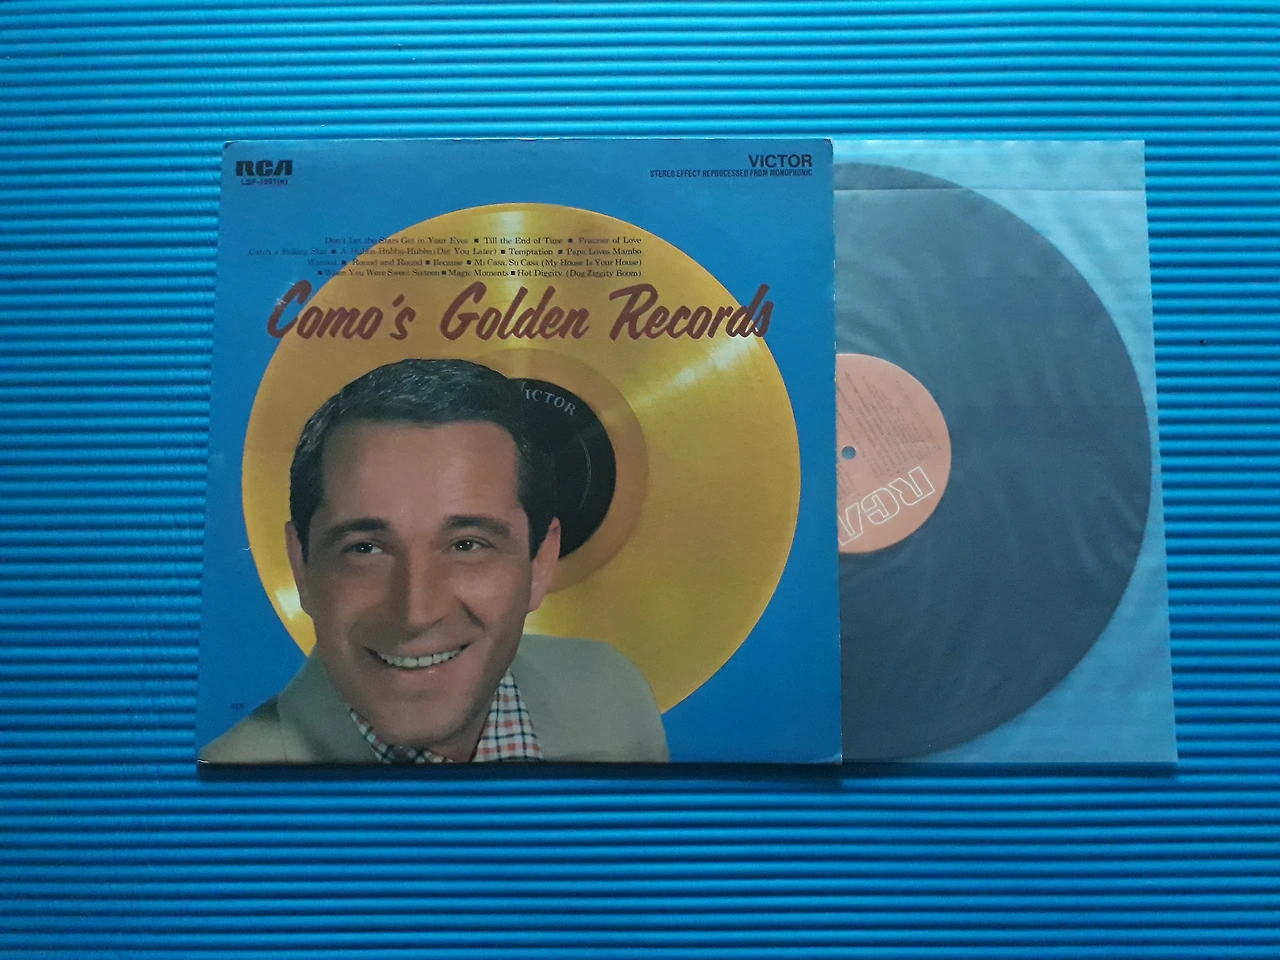 RCA
VICTOR
LSP-1981(e)
STEREO EFFECT REPROCESSED FROM MONOPHONIC
Don't Let the Stars Get in Your Eyes ■ Till the End of Time ■ Prisoner of Love
Catch a Falling Star ■ A Hubba-Hubba-Hubba (Dig You Later) ■ Temptation ■ Papa Loves Mambo
Wanted ■ Round and Round ■ Because ■ Mi Casa, Su Casa (My House Is Your House)
■ When You Were Sweet Sixteen ■ Magic Moments ■ Hot Diggity (Dog Ziggity Boom)
Como's Golden Records
VICTOR
RCA